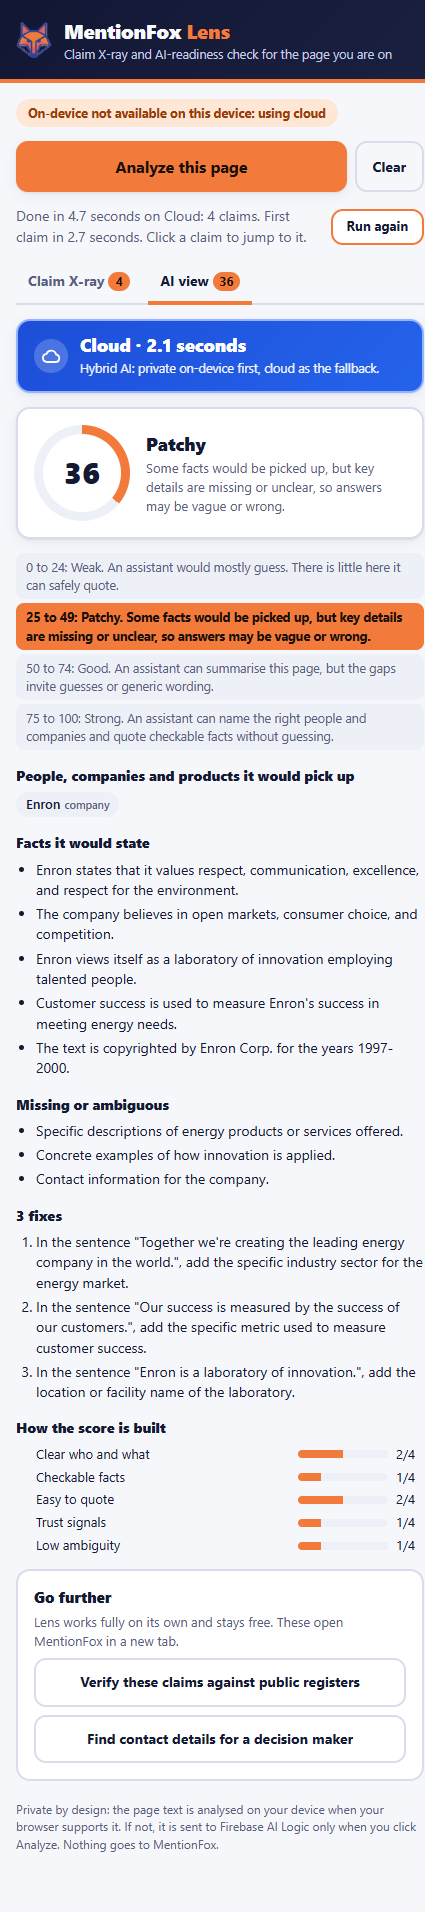 MentionFox Lens
Claim X-ray and AI-readiness check for the page you are on
On-device not available on this device: using cloud
Analyze this page
Clear
Done in 4.7 seconds on Cloud: 4 claims. First
claim in 2.7 seconds. Click a claim to jump to it.
Run again
Claim X-ray 4
AI view 36
Cloud · 2.1 seconds
Hybrid AI: private on-device first, cloud as the fallback.
36
Patchy
Some facts would be picked up, but key
details are missing or unclear, so answers
may be vague or wrong.
0 to 24: Weak. An assistant would mostly guess. There is little here it
can safely quote.
25 to 49: Patchy. Some facts would be picked up, but key details
are missing or unclear, so answers may be vague or wrong.
50 to 74: Good. An assistant can summarise this page, but the gaps
invite guesses or generic wording.
75 to 100: Strong. An assistant can name the right people and
companies and quote checkable facts without guessing.
People, companies and products it would pick up
Enron company
Facts it would state
• Enron states that it values respect, communication, excellence,
and respect for the environment.
• The company believes in open markets, consumer choice, and
competition.
• Enron views itself as a laboratory of innovation employing
talented people.
• Customer success is used to measure Enron's success in
meeting energy needs.
• The text is copyrighted by Enron Corp. for the years 1997-
2000.
Missing or ambiguous
• Specific descriptions of energy products or services offered.
• Concrete examples of how innovation is applied.
• Contact information for the company.
3 fixes
1. In the sentence "Together we're creating the leading energy
company in the world.", add the specific industry sector for the
energy market.
2. In the sentence "Our success is measured by the success of
our customers.", add the specific metric used to measure
customer success.
3. In the sentence "Enron is a laboratory of innovation.", add the
location or facility name of the laboratory.
How the score is built
Clear who and what 2/4
Checkable facts 1/4
Easy to quote 2/4
Trust signals 1/4
Low ambiguity 1/4
Go further
Lens works fully on its own and stays free. These open
MentionFox in a new tab.
Verify these claims against public registers
Find contact details for a decision maker
Private by design: the page text is analysed on your device when your
browser supports it. If not, it is sent to Firebase AI Logic only when you click
Analyze. Nothing goes to MentionFox.